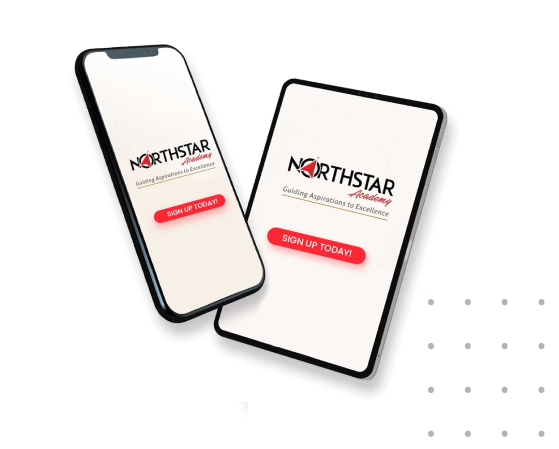 NORTHSTAR
Academy
Guiding Aspirations to Excellence
SIGN UP TODAY!
NORTHSTAR
Academy
Guiding Aspirations to Excellence
SIGN UP TODAY!